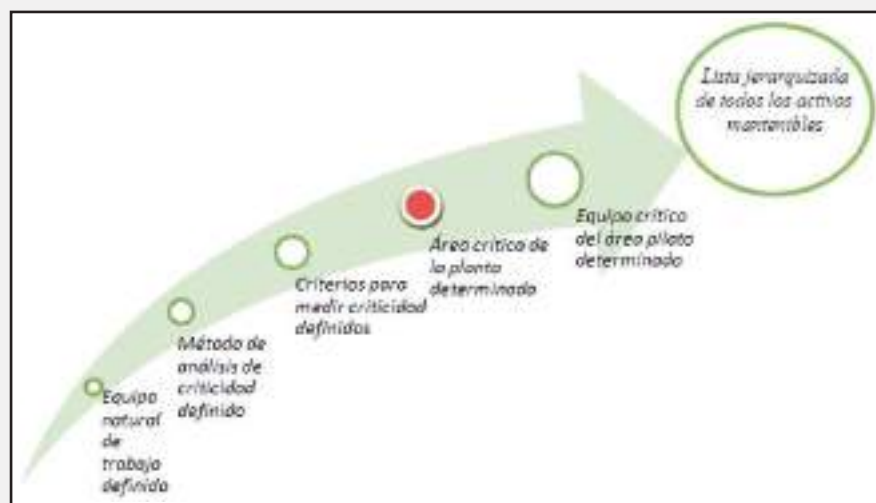 Lista jerarquizada
de todos los activos
mantenibles
Equipo crítico
del área piloto
determinado
Área crítica de
la planta
determinada
Criterios para
medir criticidad
definidos
Método de
análisis de
criticidad
definido
Equipo
natural
de
trabajo
definido